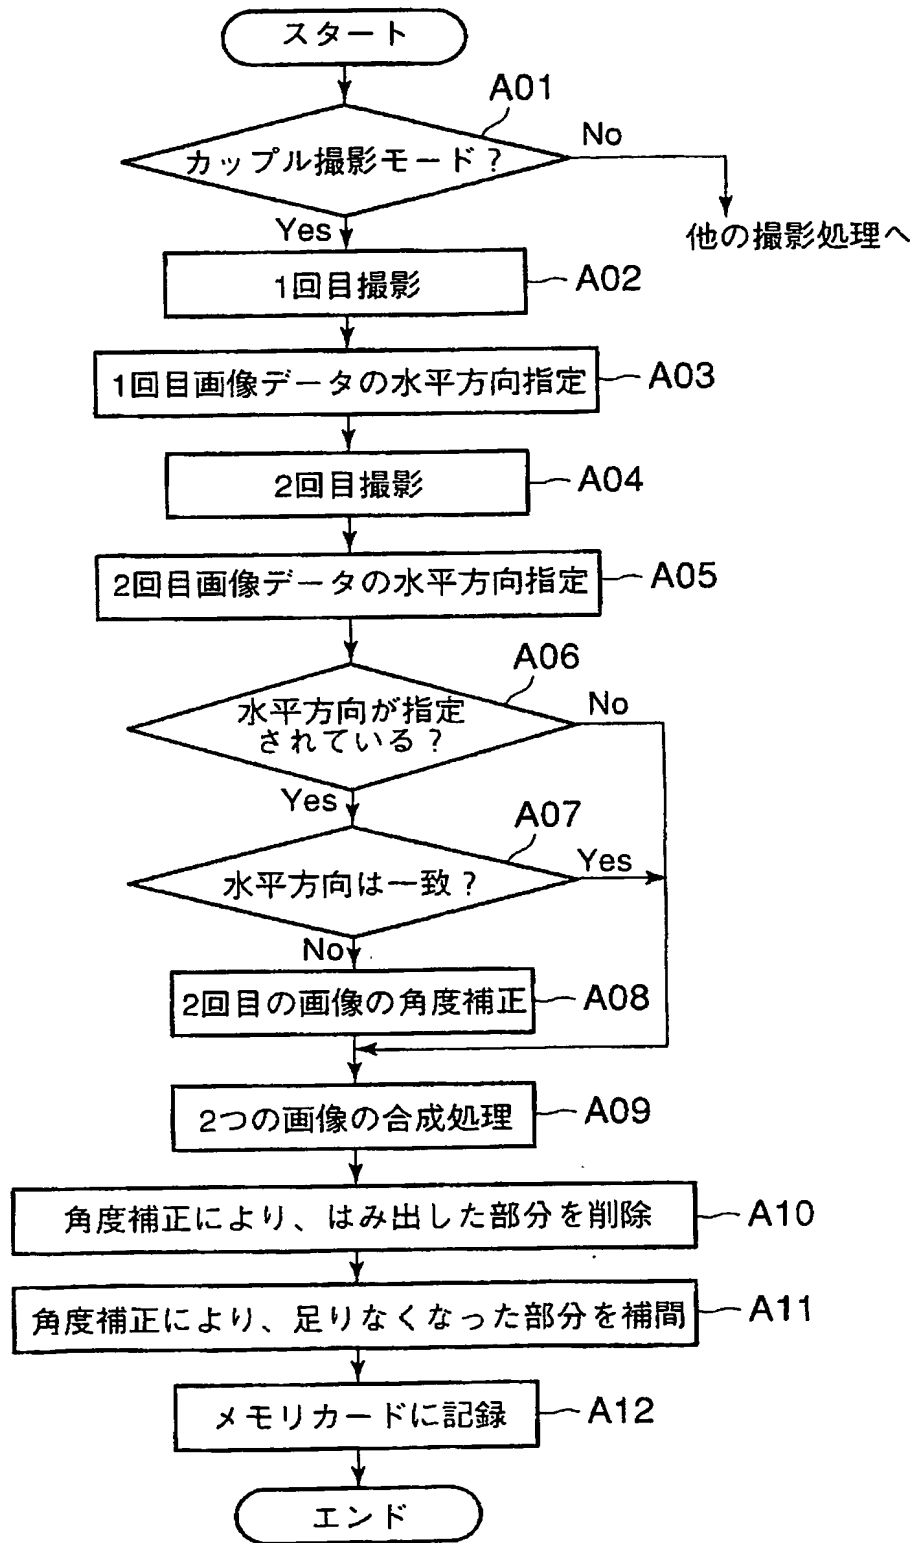 スタート
A01
カップル撮影モード?
No
Yes
他の撮影処理へ
1回目撮影
A02
1回目画像データの水平方向指定
A03
2回目撮影
A04
2回目画像データの水平方向指定
A05
A06
水平方向が指定
されている?
No
Yes
A07
水平方向は一致?
Yes
No
2回目の画像の角度補正
A08
2つの画像の合成処理
A09
角度補正により、はみ出した部分を削除
A10
角度補正により、足りなくなった部分を補間
A11
メモリカードに記録
A12
エンド